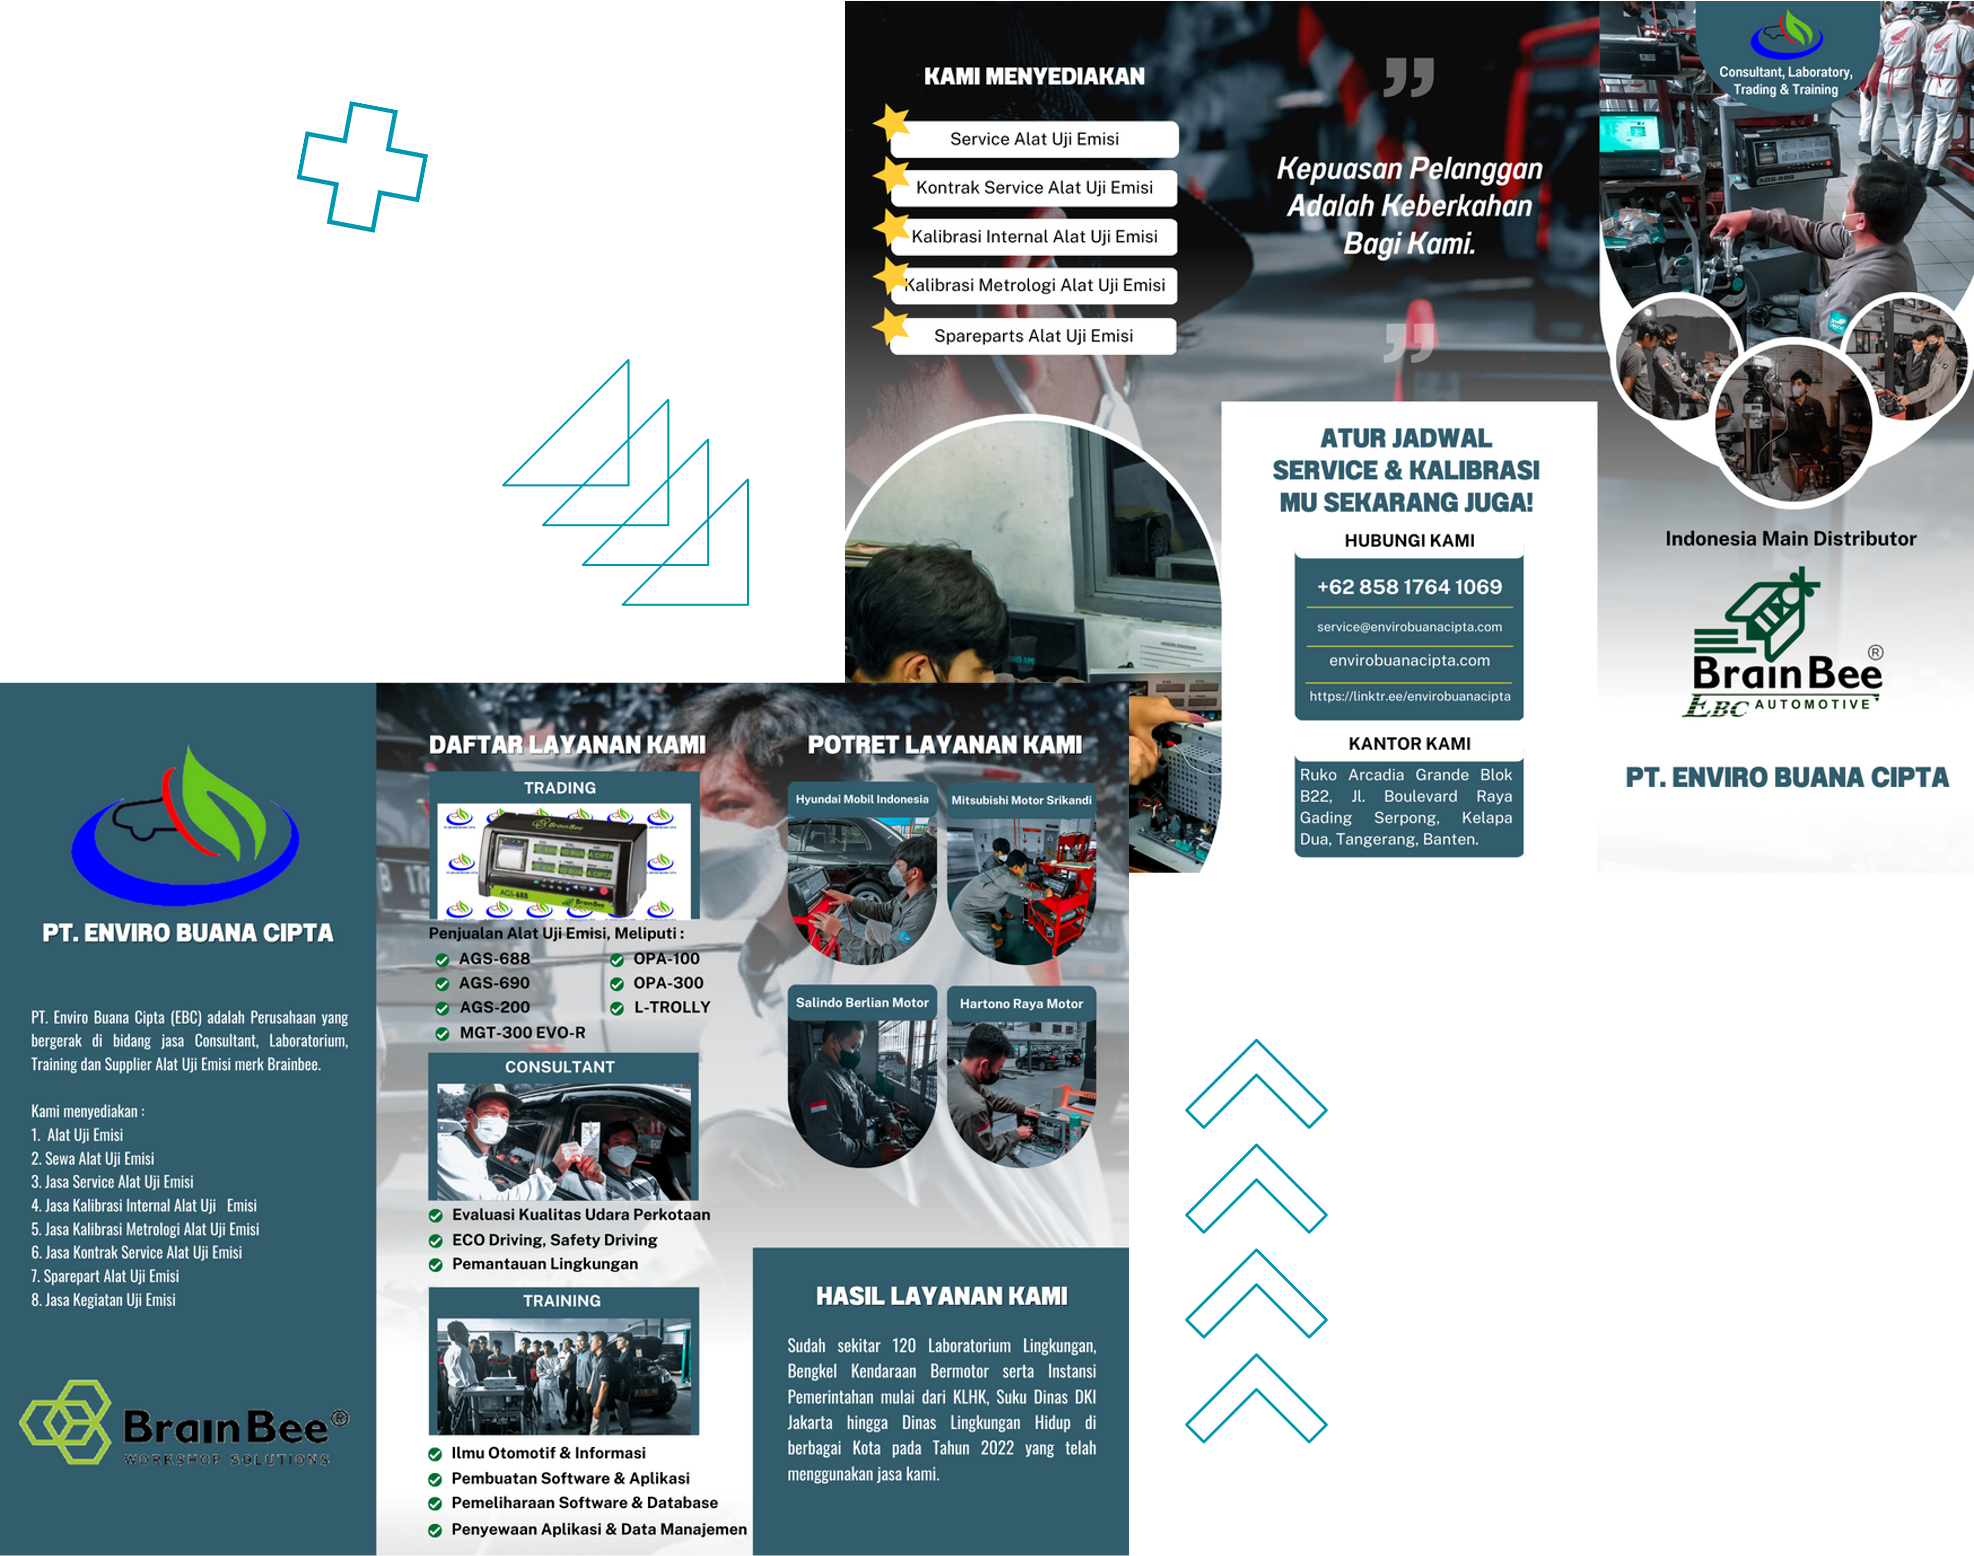 KAMI MENYEDIAKAN
Service Alat Uji Emisi
Kontrak Service Alat Uji Emisi
Kalibrasi Internal Alat Uji Emisi
Kalibrasi Metrologi Alat Uji Emisi
Spareparts Alat Uji Emisi
”
Kepuasan Pelanggan
Adalah Keberkahan
Bagi Kami.
”
ATUR JADWAL
SERVICE & KALIBRASI
MU SEKARANG JUGA!
HUBUNGI KAMI
+62 858 1764 1069
service@envirobuanacipta.com
envirobuanacipta.com
https://linktr.ee/envirobuanacipta
KANTOR KAMI
Ruko Arcadia Grande Blok
B22, Jl. Boulevard Raya
Gading Serpong, Kelapa
Dua, Tangerang, Banten.
Consultant, Laboratory,
Trading & Training
AGS-688
Indonesia Main Distributor
BrainBee®
EBC AUTOMOTIVE
PT. ENVIRO BUANA CIPTA
PT. ENVIRO BUANA CIPTA
PT. Enviro Buana Cipta (EBC) adalah Perusahaan yang
bergerak di bidang jasa Consultant, Laboratorium,
Training dan Supplier Alat Uji Emisi merk Brainbee.
Kami menyediakan :
1. Alat Uji Emisi
2. Sewa Alat Uji Emisi
3. Jasa Service Alat Uji Emisi
4. Jasa Kalibrasi Internal Alat Uji Emisi
5. Jasa Kalibrasi Metrologi Alat Uji Emisi
6. Jasa Kontrak Service Alat Uji Emisi
7. Sparepart Alat Uji Emisi
8. Jasa Kegiatan Uji Emisi
BrainBee®
WORKSHOP SOLUTIONS
DAFTAR LAYANAN KAMI
TRADING
BrainBee
ENVIRO BUANA CIPTA
ENVIRO BUANA CIPTA
AGS-688
BrainBee
Penjualan Alat Uji Emisi, Meliputi :
AGS-688
AGS-690
AGS-200
MGT-300 EVO-R
OPA-100
OPA-300
L-TROLLY
CONSULTANT
Evaluasi Kualitas Udara Perkotaan
ECO Driving, Safety Driving
Pemantauan Lingkungan
TRAINING
Ilmu Otomotif & Informasi
Pembuatan Software & Aplikasi
Pemeliharaan Software & Database
Penyewaan Aplikasi & Data Manajemen
POTRET LAYANAN KAMI
Hyundai Mobil Indonesia
Mitsubishi Motor Srikandi
Salindo Berlian Motor
Hartono Raya Motor
HASIL LAYANAN KAMI
Sudah sekitar 120 Laboratorium Lingkungan,
Bengkel Kendaraan Bermotor serta Instansi
Pemerintahan mulai dari KLHK, Suku Dinas DKI
Jakarta hingga Dinas Lingkungan Hidup di
berbagai Kota pada Tahun 2022 yang telah
menggunakan jasa kami.